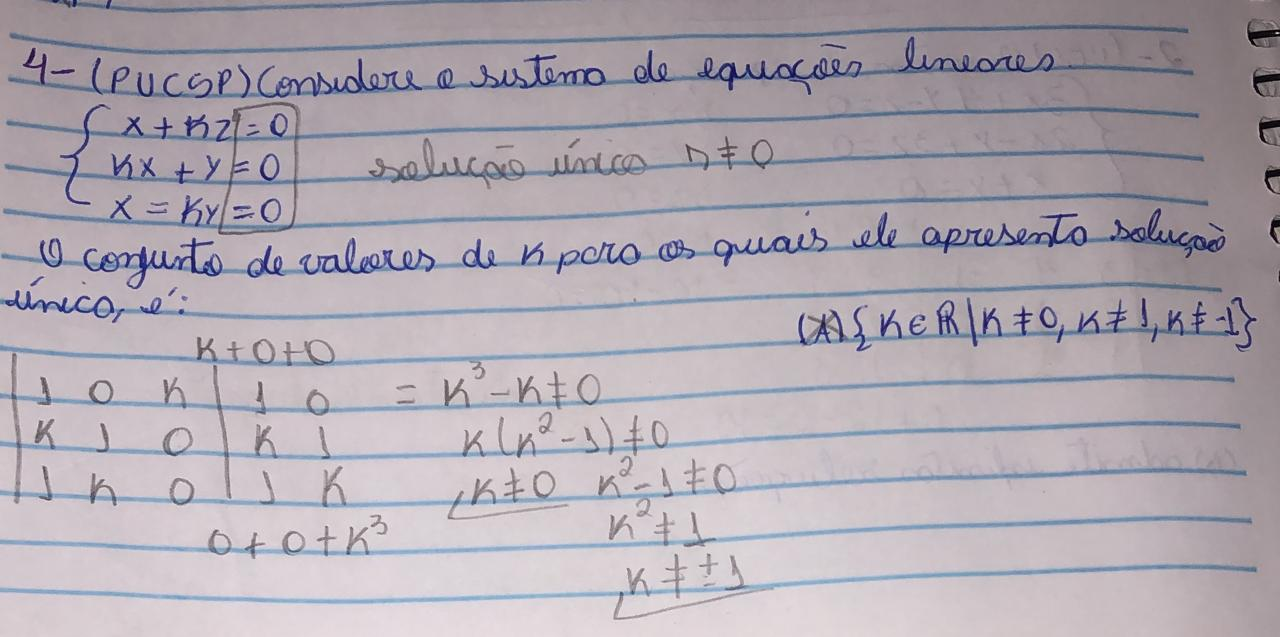 4-(PUCSP) Considere o sistema de equações lineares.
x + Kz = 0
Kx + y = 0 solução única D ≠ 0
x = Ky = 0
O conjunto de valores de K para os quais ele apresenta solução
única, é:
(X) {K ∈ ℝ | K ≠ 0, K ≠ 1, K ≠ -1}
K+0+0
1 0 K | 1 0 = K³ - K ≠ 0
K 1 0 | K 1 K(K² - 1) ≠ 0
1 K 0 | 1 K K ≠ 0 K² - 1 ≠ 0
0 + 0 + K³ K² ≠ 1
K ≠ ± 1